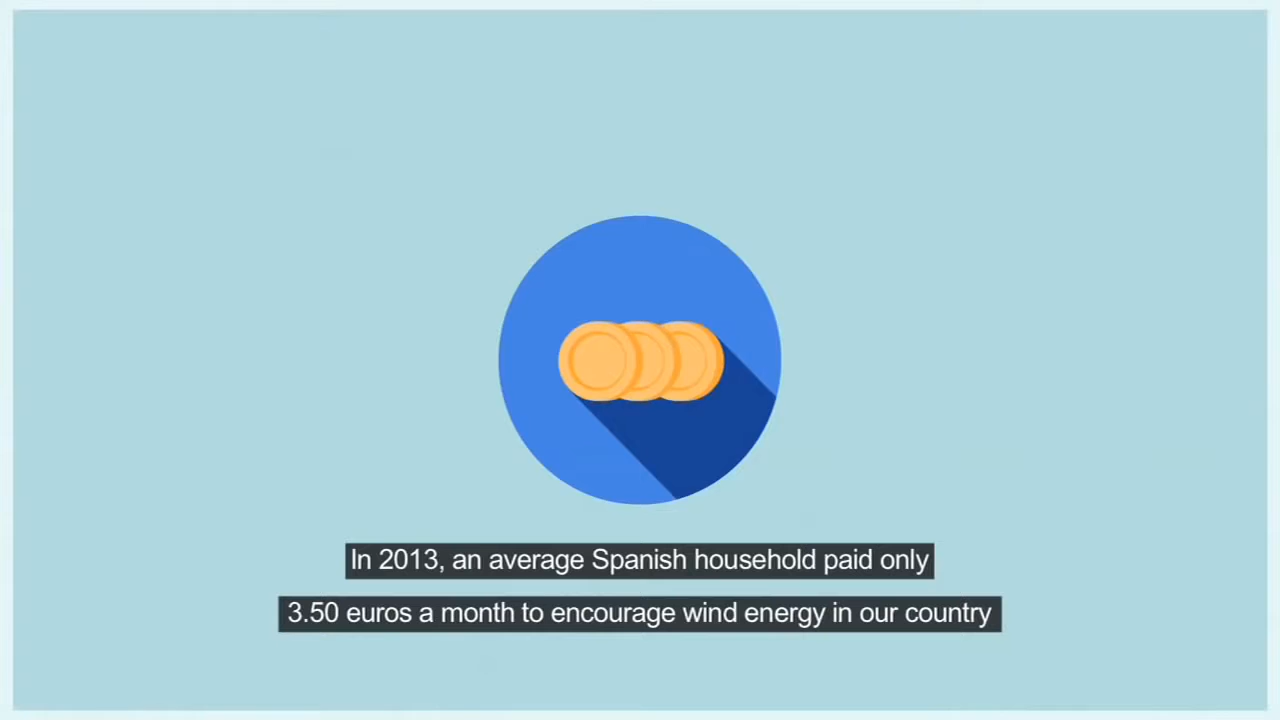 In 2013, an average Spanish household paid only
3.50 euros a month to encourage wind energy in our country